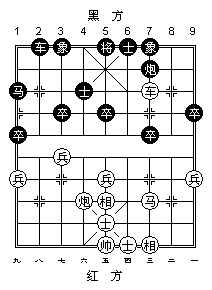 黑 方
1 2 3 4 5 6 7 8 9
车 象 将 士 象
炮
马 士 车
卒 卒 卒
卒 卒
兵
兵 兵 兵
炮 相 马
士
帅 士 相
九 八 七 六 五 四 三 二 一
红 方